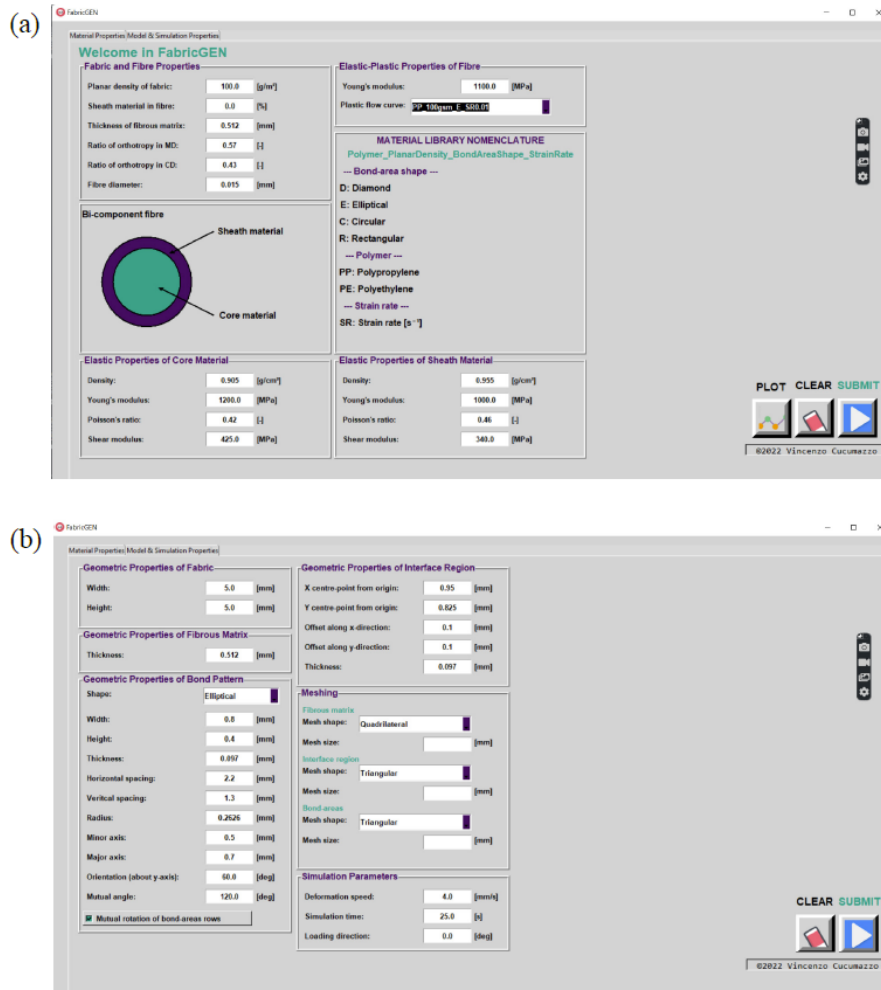 (a)
FabricGEN
Material Properties Model & Simulation Properties
Welcome in FabricGEN
Fabric and Fibre Properties
Planar density of fabric: 100.0 [g/m²]
Sheath material in fibre: 0.0 [%]
Thickness of fibrous matrix: 0.512 [mm]
Ratio of orthotropy in MD: 0.57 [-]
Ratio of orthotropy in CD: 0.43 [-]
Fibre diameter: 0.015 [mm]
Elastic-Plastic Properties of Fibre
Young's modulus: 1100.0 [MPa]
Plastic flow curve: PP_100gsm_E_SR0.01
MATERIAL LIBRARY NOMENCLATURE
Polymer_PlanarDensity_BondAreaShape_StrainRate
--- Bond-area shape ---
D: Diamond
E: Elliptical
C: Circular
R: Rectangular
--- Polymer ---
PP: Polypropylene
PE: Polyethylene
--- Strain rate ---
SR: Strain rate [s⁻¹]
Bi-component fibre
Sheath material
Core material
Elastic Properties of Core Material
Density: 0.905 [g/cm³]
Young's modulus: 1200.0 [MPa]
Poisson's ratio: 0.42 [-]
Shear modulus: 425.0 [MPa]
Elastic Properties of Sheath Material
Density: 0.955 [g/cm³]
Young's modulus: 1000.0 [MPa]
Poisson's ratio: 0.46 [-]
Shear modulus: 340.0 [MPa]
PLOT CLEAR SUBMIT
©2022 Vincenzo Cucumazzo
(b)
FabricGEN
Material Properties Model & Simulation Properties
Geometric Properties of Fabric
Width: 5.0 [mm]
Height: 5.0 [mm]
Geometric Properties of Fibrous Matrix
Thickness: 0.512 [mm]
Geometric Properties of Bond Pattern
Shape: Elliptical
Width: 0.8 [mm]
Height: 0.4 [mm]
Thickness: 0.097 [mm]
Horizontal spacing: 2.2 [mm]
Veritcal spacing: 1.3 [mm]
Radius: 0.2626 [mm]
Minor axis: 0.5 [mm]
Major axis: 0.7 [mm]
Orientation (about y-axis): 60.0 [deg]
Mutual angle: 120.0 [deg]
Mutual rotation of bond-areas rows
Geometric Properties of Interface Region
X centre-point from origin: 0.95 [mm]
Y centre-point from origin: 0.825 [mm]
Offset along x-direction: 0.1 [mm]
Offset along y-direction: 0.1 [mm]
Thickness: 0.097 [mm]
Meshing
Fibrous matrix
Mesh shape: Quadrilateral
Mesh size: [mm]
Interface region
Mesh shape: Triangular
Mesh size: [mm]
Bond areas
Mesh shape: Triangular
Mesh size: [mm]
Simulation Parameters
Deformation speed: 4.0 [mm/s]
Simulation time: 25.0 [s]
Loading direction: 0.0 [deg]
CLEAR SUBMIT
©2022 Vincenzo Cucumazzo